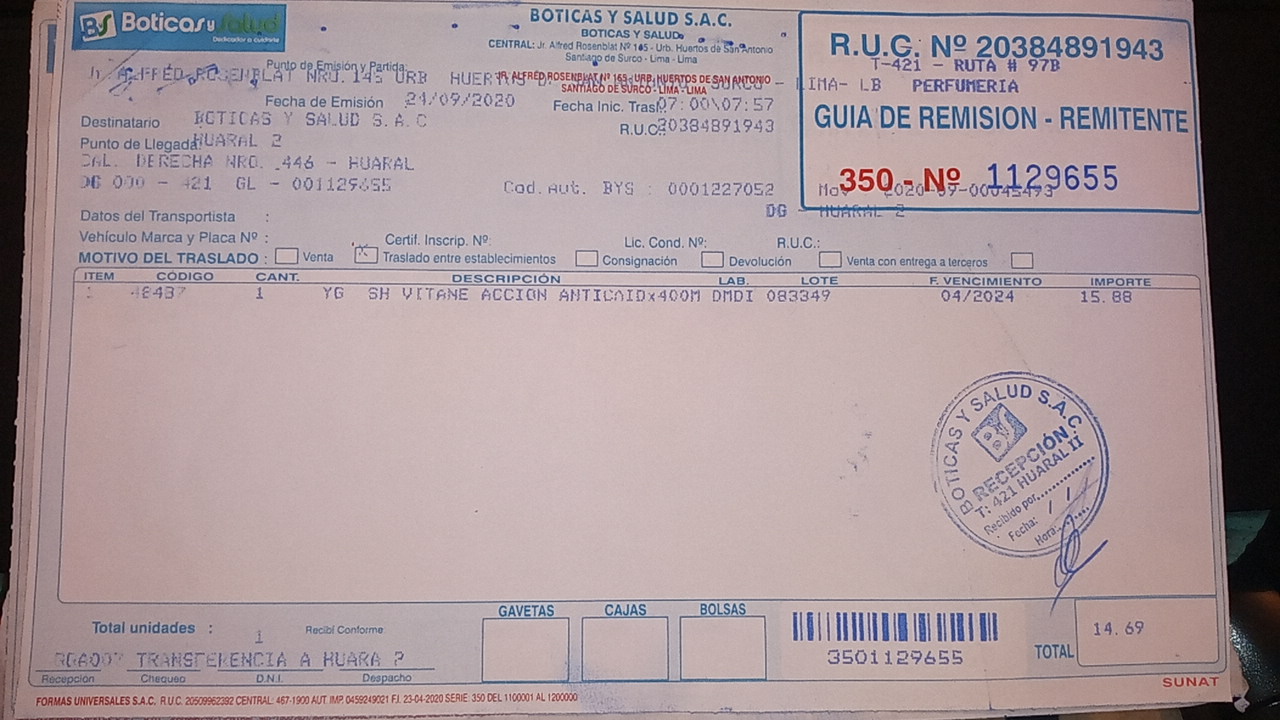 BS Boticas y Salud
Dedicados a cuidarte
BOTICAS Y SALUD S.A.C.
BOTICAS Y SALUD
CENTRAL: Jr. Alfred Rosenblat Nº 165 - Urb. Huertos de San Antonio
Santiago de Surco - Lima - Lima
R.U.C. Nº 20384891943
T-421 - RUTA # 97B
Punto de Emisión y Partida:
JR. ALFRED ROSENBLAT Nº 165 - URB. HUERTOS DE SAN ANTONIO
SANTIAGO DE SURCO - LIMA - LIMA
LIMA- LB PERFUMERIA
Fecha de Emisión 24/09/2020 Fecha Inic. Trasl 07:00\07:57
GUIA DE REMISION - REMITENTE
Destinatario BOTICAS Y SALUD S.A.C R.U.C: 20384891943
Punto de Llegada HUARAL 2
CAL. DERECHA NRO. 446 - HUARAL
350 - Nº 1129655
DG 000 - 421 GL - 001129655 Cod.Aut. BYS : 0001227052
DG - HUARAL 2
Datos del Transportista :
Vehículo Marca y Placa Nº : Certif. Inscrip. Nº: Lic. Cond. Nº: R.U.C.:
MOTIVO DEL TRASLADO : Venta X Traslado entre establecimientos Consignación Devolución Venta con entrega a terceros
ITEM CÓDIGO CANT. DESCRIPCIÓN LAB. LOTE F. VENCIMIENTO IMPORTE
1 48487 1 YG SH VITANE ACCION ANTICAIDx400M DMDI 083349 04/2024 15.88
BOTICAS Y SALUD S.A.C.
BS
RECEPCIÓN
T: 421 HUARAL II
Recibido por
Fecha: / /
Hora:
GAVETAS CAJAS BOLSAS
Total unidades : 1 Recibí Conforme
3501129655
TOTAL 14.69
TRANSFERENCIA A HUARA 2
Recepción Chequeo D.N.I. Despacho
SUNAT
FORMAS UNIVERSALES S.A.C. R.U.C. 20509962392 CENTRAL: 467-1900 AUT. IMP. 0459249021 F.I. 23-04-2020 SERIE: 350 DEL 1100001 AL 1200000